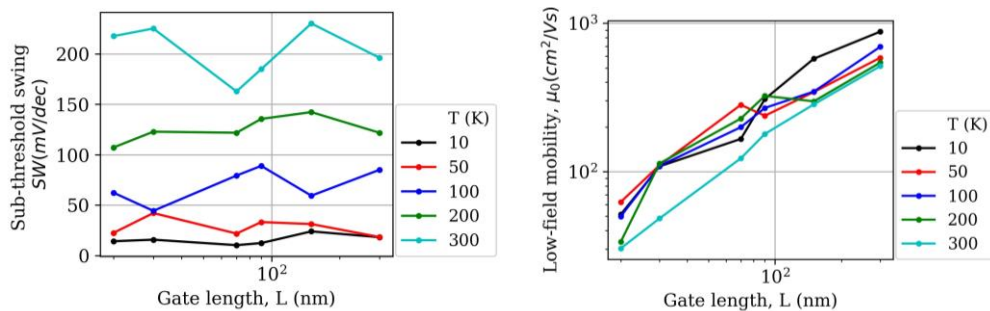 Sub-threshold swing
SW(mV/dec)
200
150
100
50
0
10²
Gate length, L (nm)
T (K)
10
50
100
200
300
Low-field mobility, μ₀(cm²/Vs)
10³
10²
10²
Gate length, L (nm)
T (K)
10
50
100
200
300